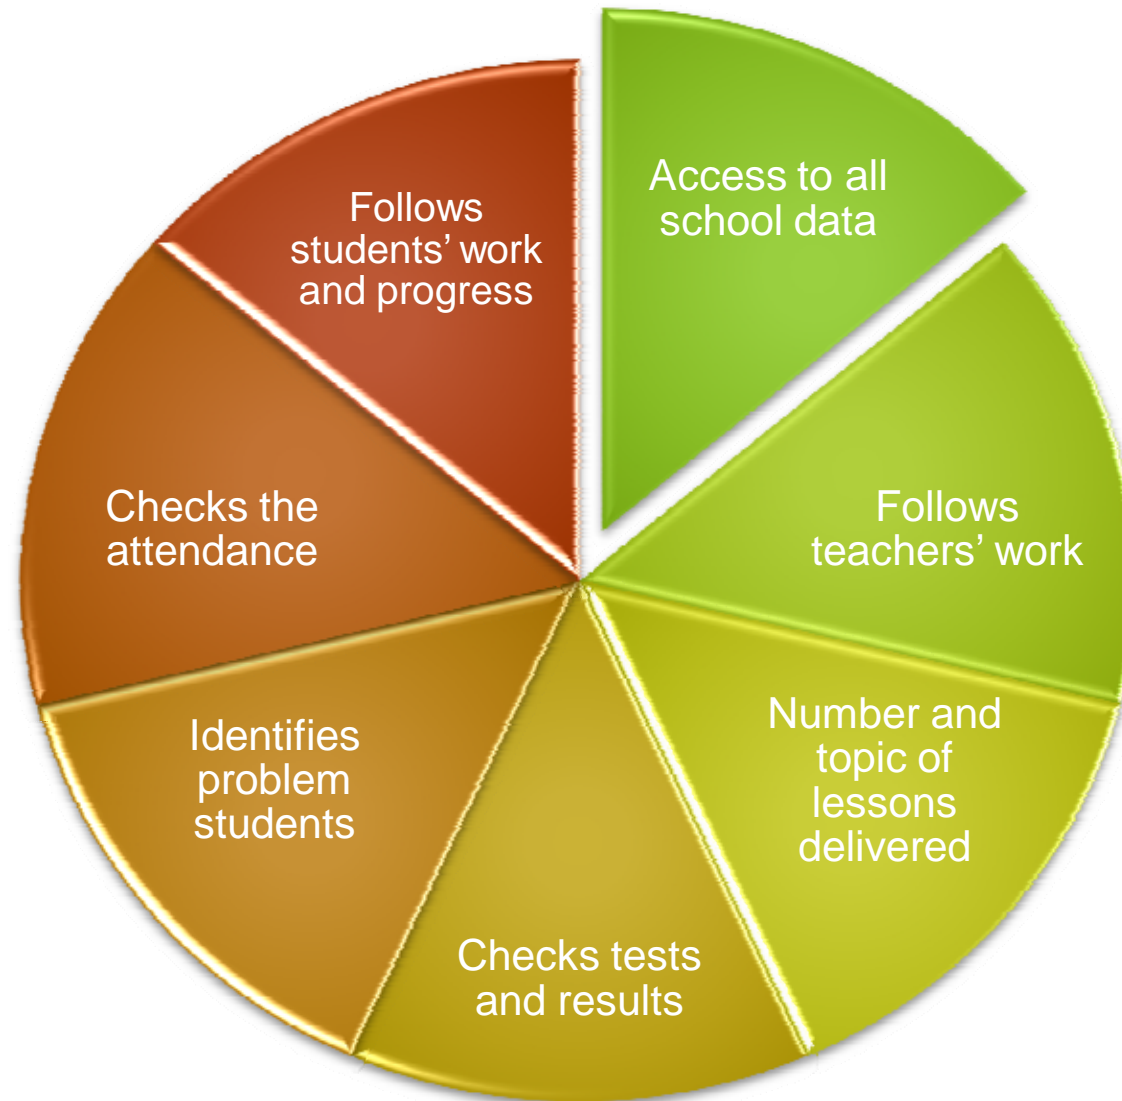 Access to all
school data
Follows
teachers’ work
Number and
topic of
lessons
delivered
Checks tests
and results
Identifies
problem
students
Checks the
attendance
Follows
students’ work
and progress